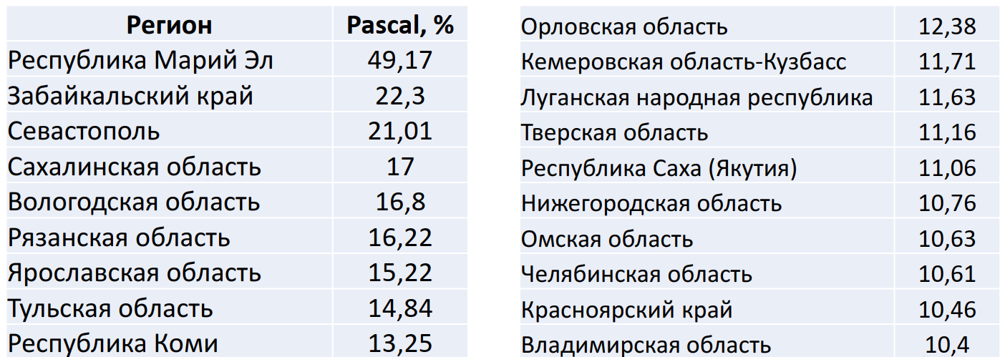 Регион Pascal, %
Республика Марий Эл 49,17
Забайкальский край 22,3
Севастополь 21,01
Сахалинская область 17
Вологодская область 16,8
Рязанская область 16,22
Ярославская область 15,22
Тульская область 14,84
Республика Коми 13,25
Орловская область 12,38
Кемеровская область-Кузбасс 11,71
Луганская народная республика 11,63
Тверская область 11,16
Республика Саха (Якутия) 11,06
Нижегородская область 10,76
Омская область 10,63
Челябинская область 10,61
Красноярский край 10,46
Владимирская область 10,4